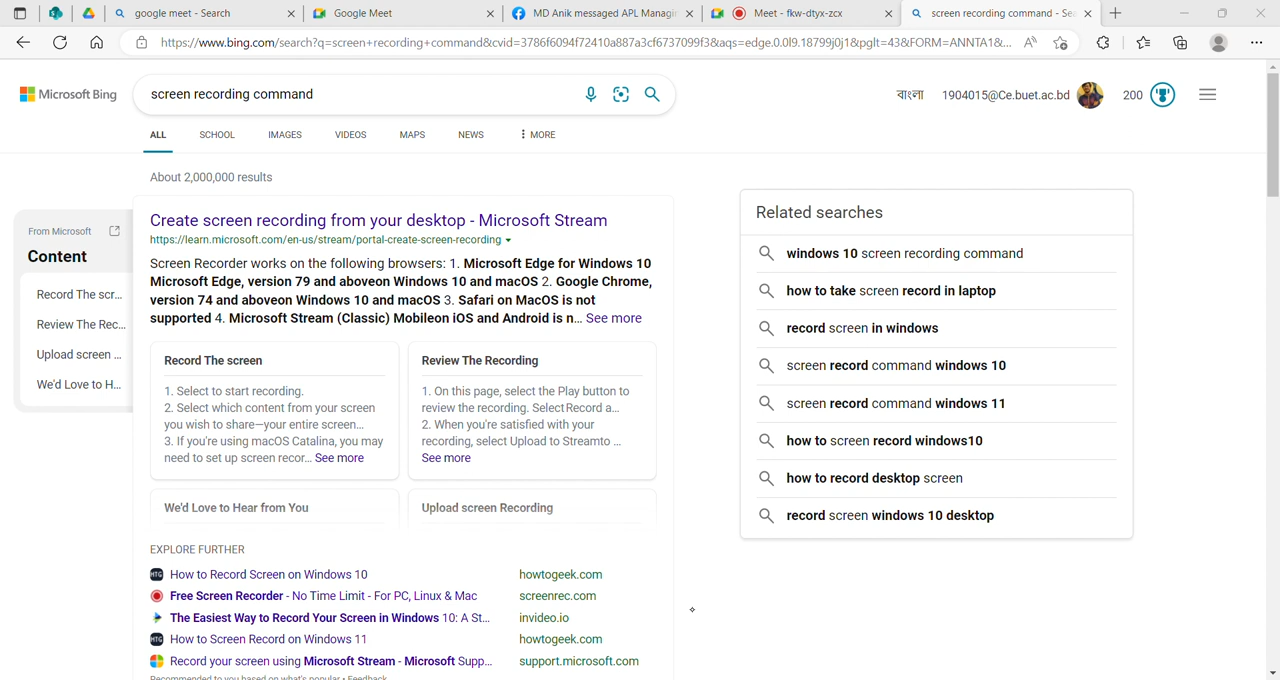 google meet - Search
Google Meet
MD Anik messaged APL Managir
Meet - fkw-dtyx-zcx
screen recording command - Sea
https://www.bing.com/search?q=screen+recording+command&cvid=3786f6094f72410a887a3cf6737099f3&aqs=edge.0.0l9.18799j0j1&pglt=43&FORM=ANNTA1&...
Microsoft Bing
screen recording command
বাংলা
1904015@Ce.buet.ac.bd
200
ALL
SCHOOL
IMAGES
VIDEOS
MAPS
NEWS
MORE
About 2,000,000 results
From Microsoft
Content
Record The scr...
Review The Rec...
Upload screen ...
We'd Love to H...
Create screen recording from your desktop - Microsoft Stream
https://learn.microsoft.com/en-us/stream/portal-create-screen-recording
Screen Recorder works on the following browsers: 1. Microsoft Edge for Windows 10
Microsoft Edge, version 79 and aboveon Windows 10 and macOS 2. Google Chrome,
version 74 and aboveon Windows 10 and macOS 3. Safari on MacOS is not
supported 4. Microsoft Stream (Classic) Mobileon iOS and Android is n... See more
Record The screen
1. Select to start recording.
2. Select which content from your screen
you wish to share—your entire screen...
3. If you're using macOS Catalina, you may
need to set up screen recor... See more
Review The Recording
1. On this page, select the Play button to
review the recording. Select Record a...
2. When you're satisfied with your
recording, select Upload to Streamto ...
See more
We'd Love to Hear from You
Upload screen Recording
EXPLORE FURTHER
How to Record Screen on Windows 10
howtogeek.com
Free Screen Recorder - No Time Limit - For PC, Linux & Mac
screenrec.com
The Easiest Way to Record Your Screen in Windows 10: A St...
invideo.io
How to Screen Record on Windows 11
howtogeek.com
Record your screen using Microsoft Stream - Microsoft Supp...
support.microsoft.com
Recommended to you based on what's popular • Feedback
Related searches
windows 10 screen recording command
how to take screen record in laptop
record screen in windows
screen record command windows 10
screen record command windows 11
how to screen record windows10
how to record desktop screen
record screen windows 10 desktop